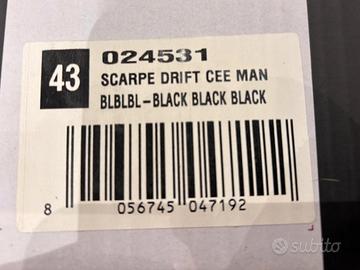 43
024531
SCARPE DRIFT CEE MAN
BLBLBL-BLACK BLACK BLACK
8 056745 047192
subito